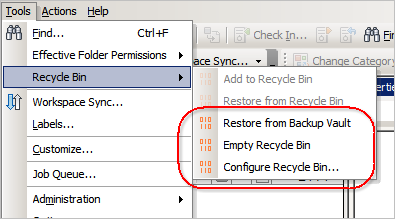 Tools Actions Help
Find... Ctrl+F
Check In...
Effective Folder Permissions
ace Sync...
Change Category
Recycle Bin
Add to Recycle Bin
Restore from Recycle Bin
Workspace Sync...
Labels...
Restore from Backup Vault
Empty Recycle Bin
Customize...
Configure Recycle Bin...
Job Queue...
Administration